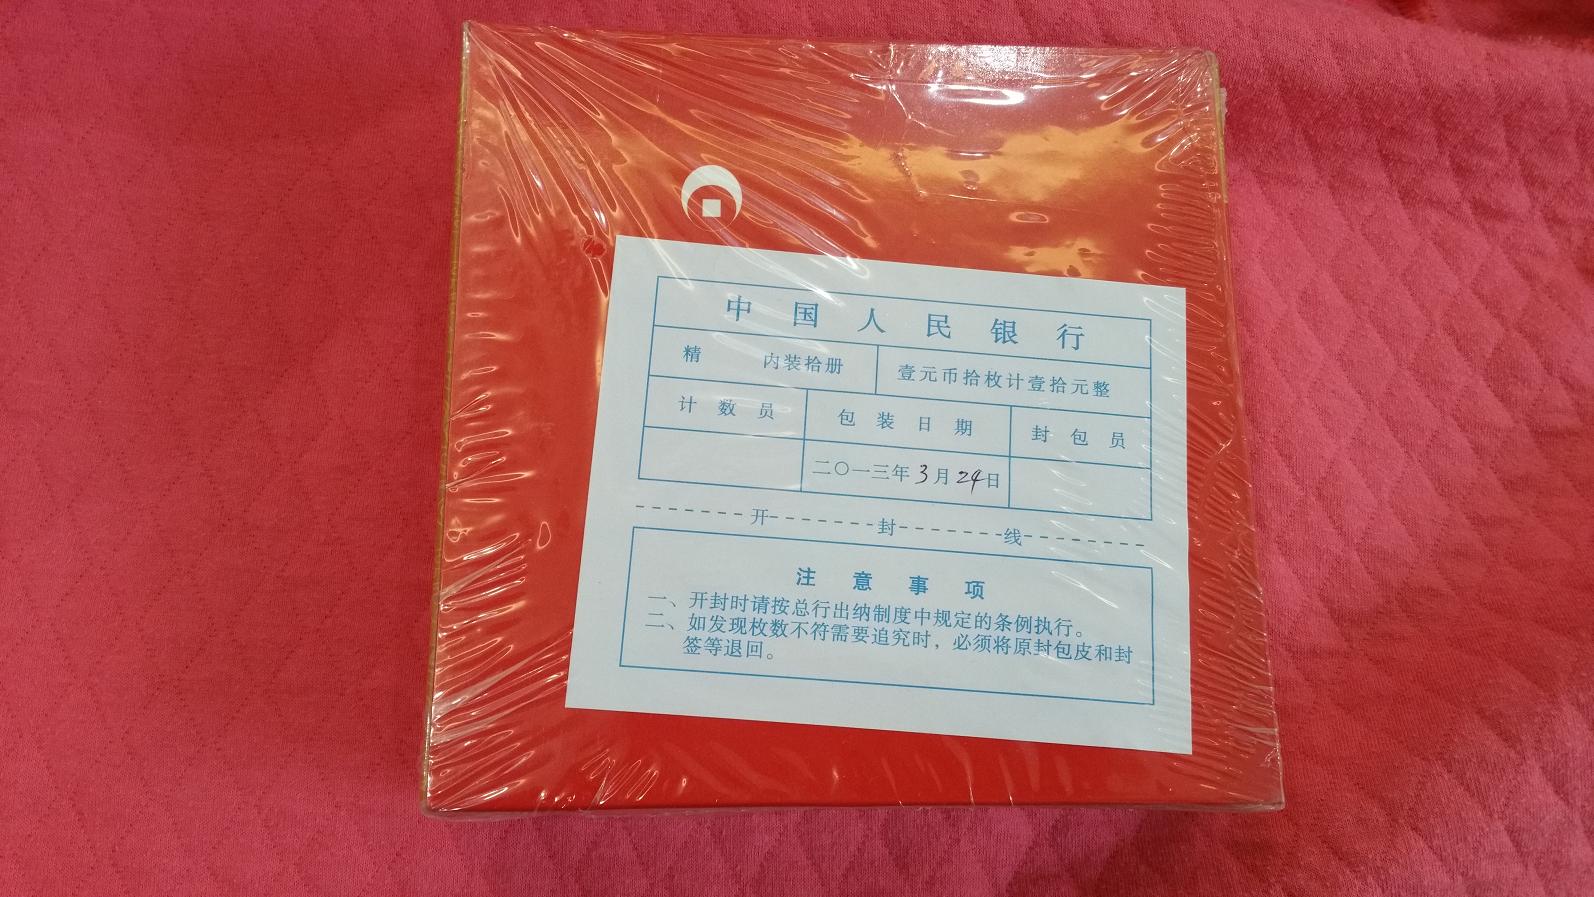 中国人民银行
精 内装拾册 壹元币拾枚计壹拾元整
计数员 包装日期 封包员
二〇一三年3月24日
开封线
注意事项
一、开封时请按总行出纳制度中规定的条例执行。
二、如发现枚数不符需要追究时，必须将原封包皮和封
签等退回。